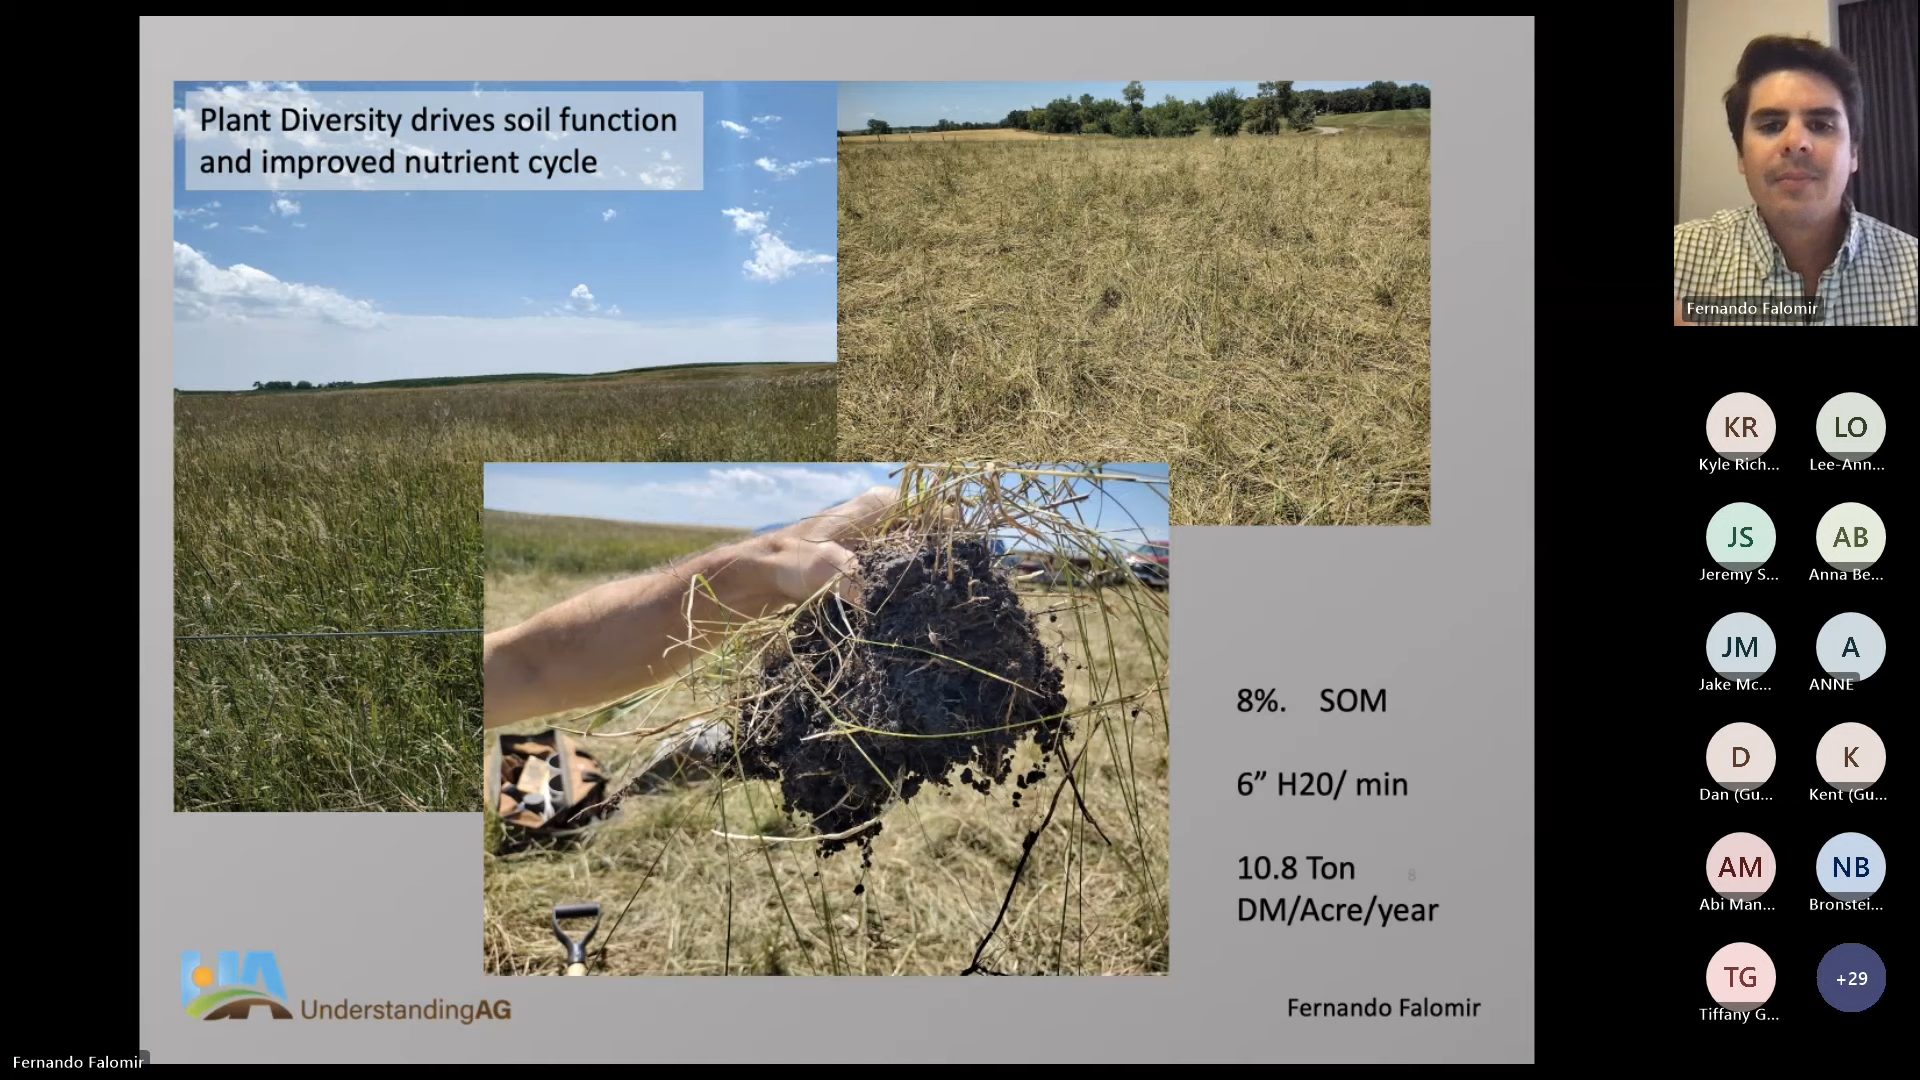 Plant Diversity drives soil function
and improved nutrient cycle
8%. SOM
6” H20/ min
10.8 Ton
DM/Acre/year
8
UA
UnderstandingAG
Fernando Falomir
Fernando Falomir
Fernando Falomir
KR
Kyle Rich...
LO
Lee-Ann...
JS
Jeremy S...
AB
Anna Be...
JM
Jake Mc...
A
ANNE
D
Dan (Gu...
K
Kent (Gu...
AM
Abi Man...
NB
Bronstei...
TG
Tiffany G...
+29